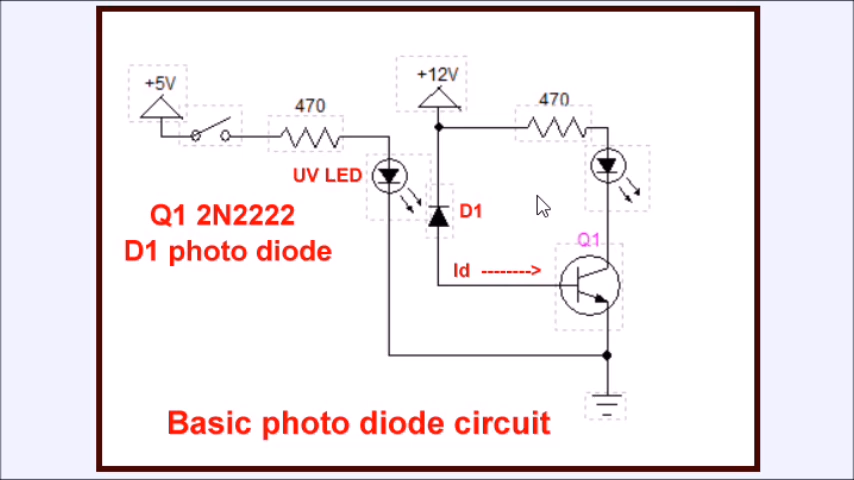 +5V
470
+12V
470
UV LED
D1
Q1 2N2222
D1 photo diode
Q1
Id -------->
Basic photo diode circuit